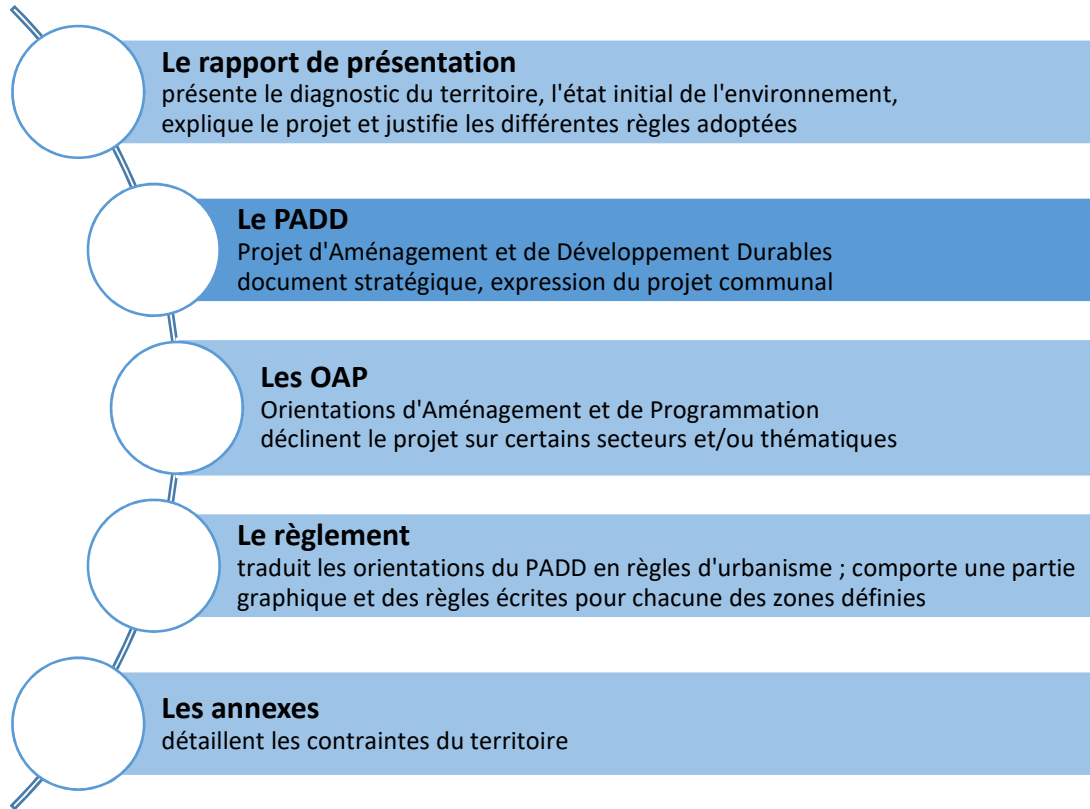 Le rapport de présentation
présente le diagnostic du territoire, l'état initial de l'environnement,
explique le projet et justifie les différentes règles adoptées
Le PADD
Projet d'Aménagement et de Développement Durables
document stratégique, expression du projet communal
Les OAP
Orientations d'Aménagement et de Programmation
déclinent le projet sur certains secteurs et/ou thématiques
Le règlement
traduit les orientations du PADD en règles d'urbanisme ; comporte une partie
graphique et des règles écrites pour chacune des zones définies
Les annexes
détaillent les contraintes du territoire